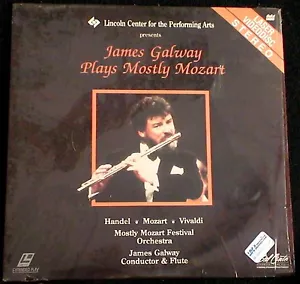 Lincoln Center for the Performing Arts
presents
James Galway
Plays Mostly Mozart
LASER
VIDEODISC
STEREO
Handel • Mozart • Vivaldi
Mostly Mozart Festival
Orchestra
James Galway
Conductor & Flute